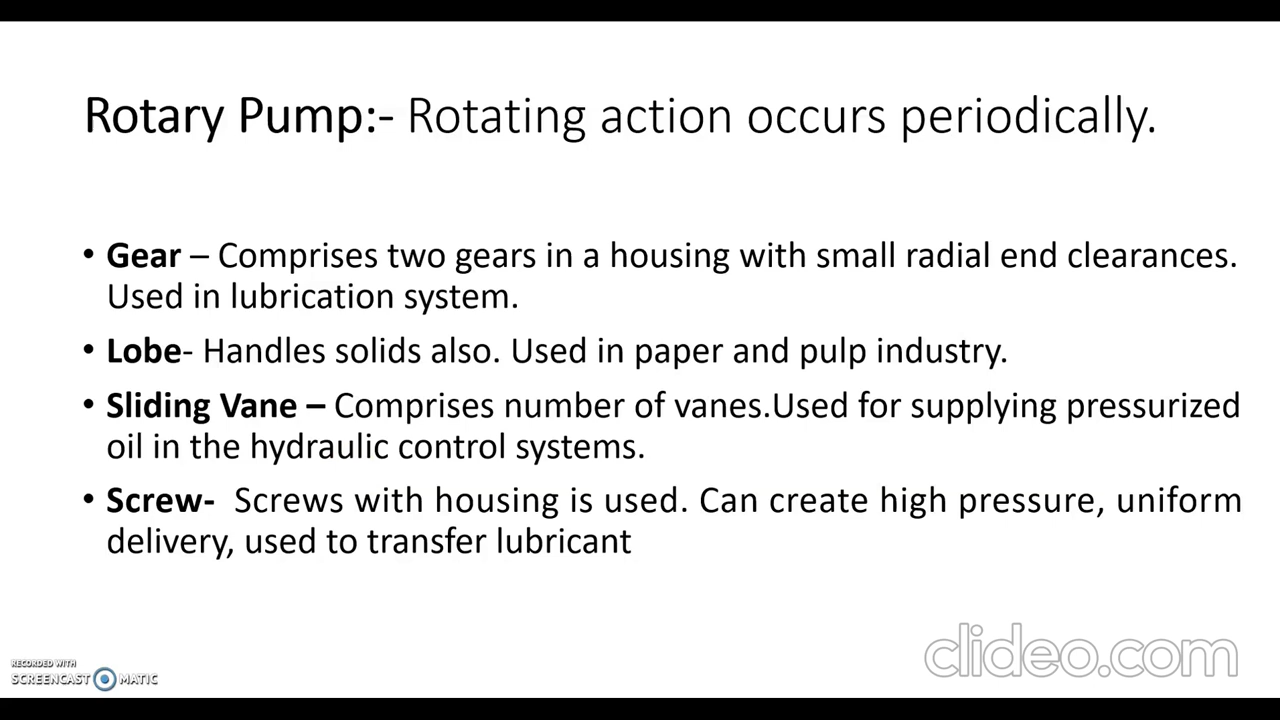 Rotary Pump:- Rotating action occurs periodically.
• Gear – Comprises two gears in a housing with small radial end clearances.
Used in lubrication system.
• Lobe- Handles solids also. Used in paper and pulp industry.
• Sliding Vane – Comprises number of vanes.Used for supplying pressurized
oil in the hydraulic control systems.
• Screw- Screws with housing is used. Can create high pressure, uniform
delivery, used to transfer lubricant
clideo.com
RECORDED WITH
SCREENCAST MATIC